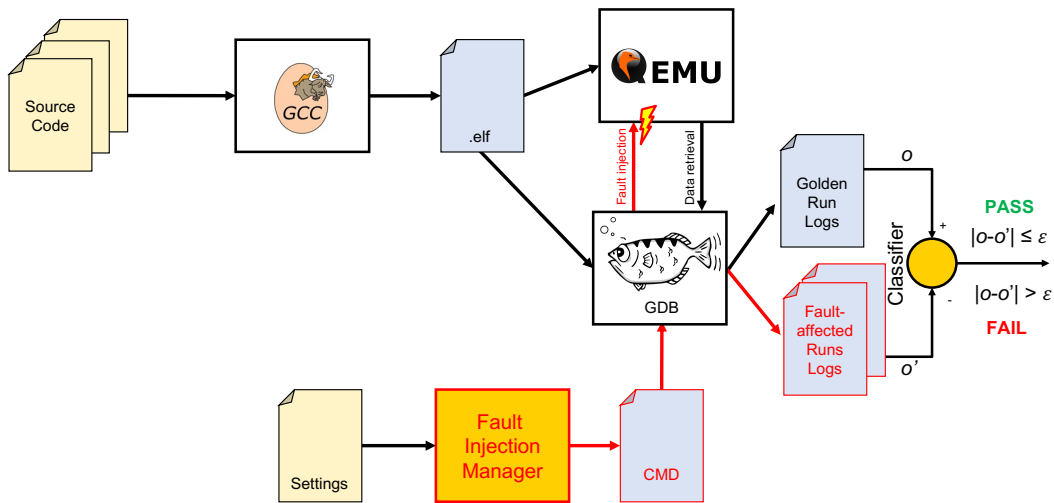 Source
Code
GCC
.elf
QEMU
Fault injection
Data retrieval
GDB
Golden
Run
Logs
Fault-
affected
Runs
Logs
o
o'
Classifier
+
-
PASS
|o-o'| ≤ ε
|o-o'| > ε
FAIL
Settings
Fault
Injection
Manager
CMD